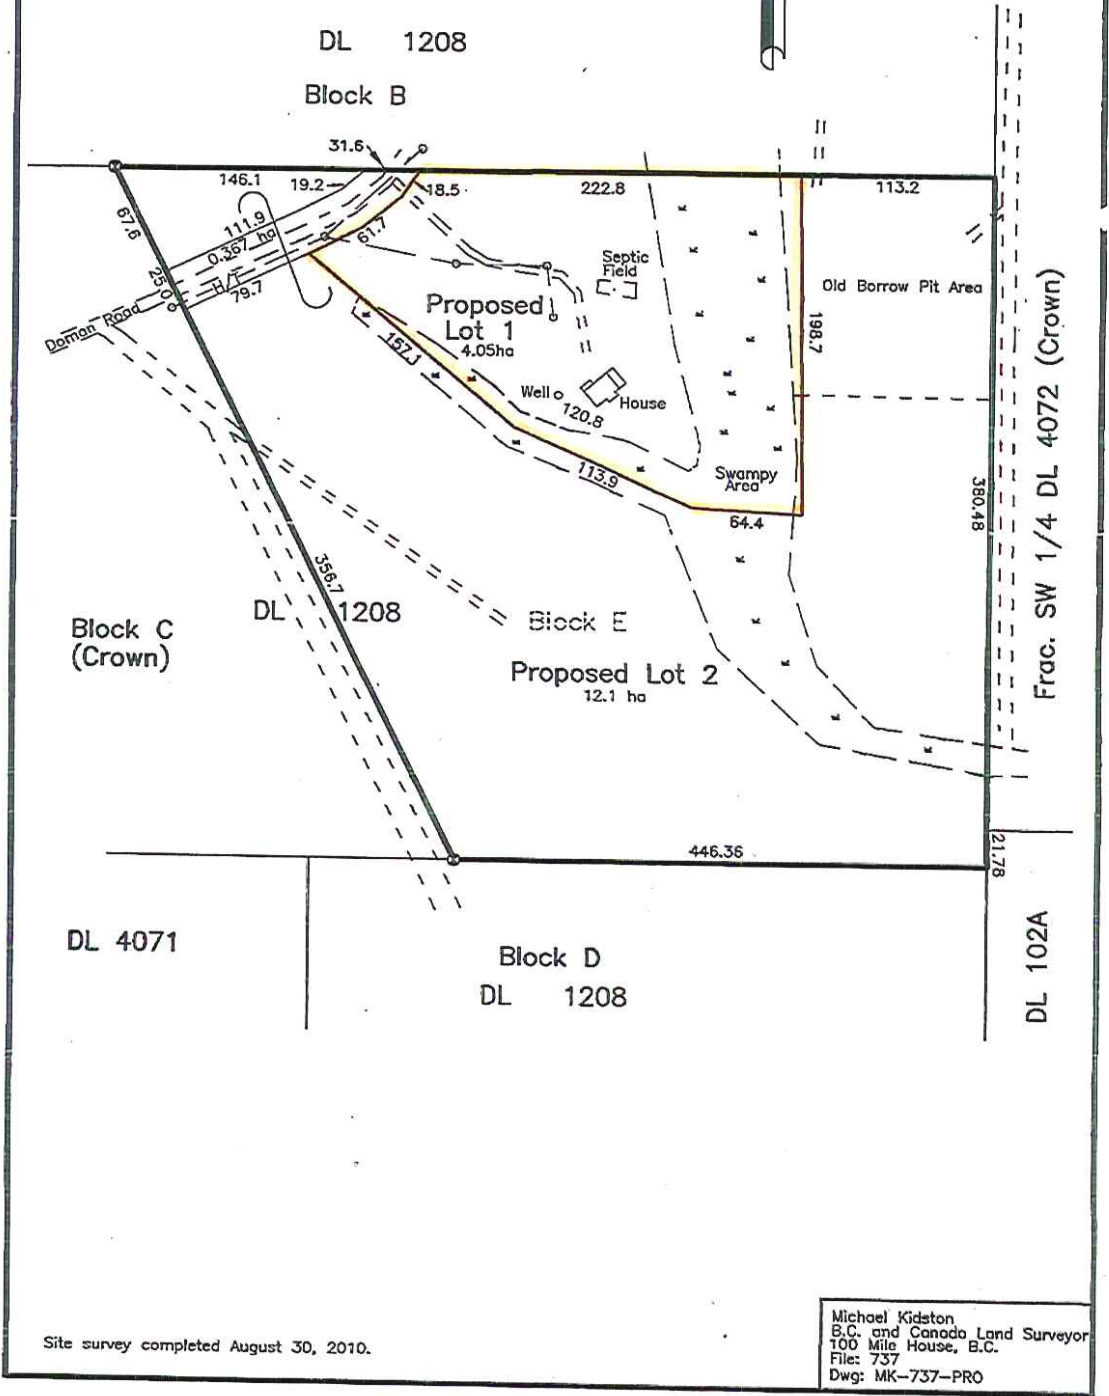 DL 1208
Block B
31.6
146.1
19.2
18.5
222.8
113.2
67.6
111.9
0.367 ha
61.7
25.0
H/T
79.7
Doman Road
Septic
Field
Old Borrow Pit Area
Proposed
Lot 1
4.05ha
198.7
157.1
Well
House
120.8
Swampy
Area
113.9
64.4
380.48
Frac. SW 1/4 DL 4072 (Crown)
356.7
DL 1208
Block E
Block C
(Crown)
Proposed Lot 2
12.1 ha
446.36
21.78
DL 4071
Block D
DL 1208
DL 102A
Site survey completed August 30, 2010.
Michael Kidston
B.C. and Canada Land Surveyor
100 Mile House, B.C.
File: 737
Dwg: MK-737-PRO